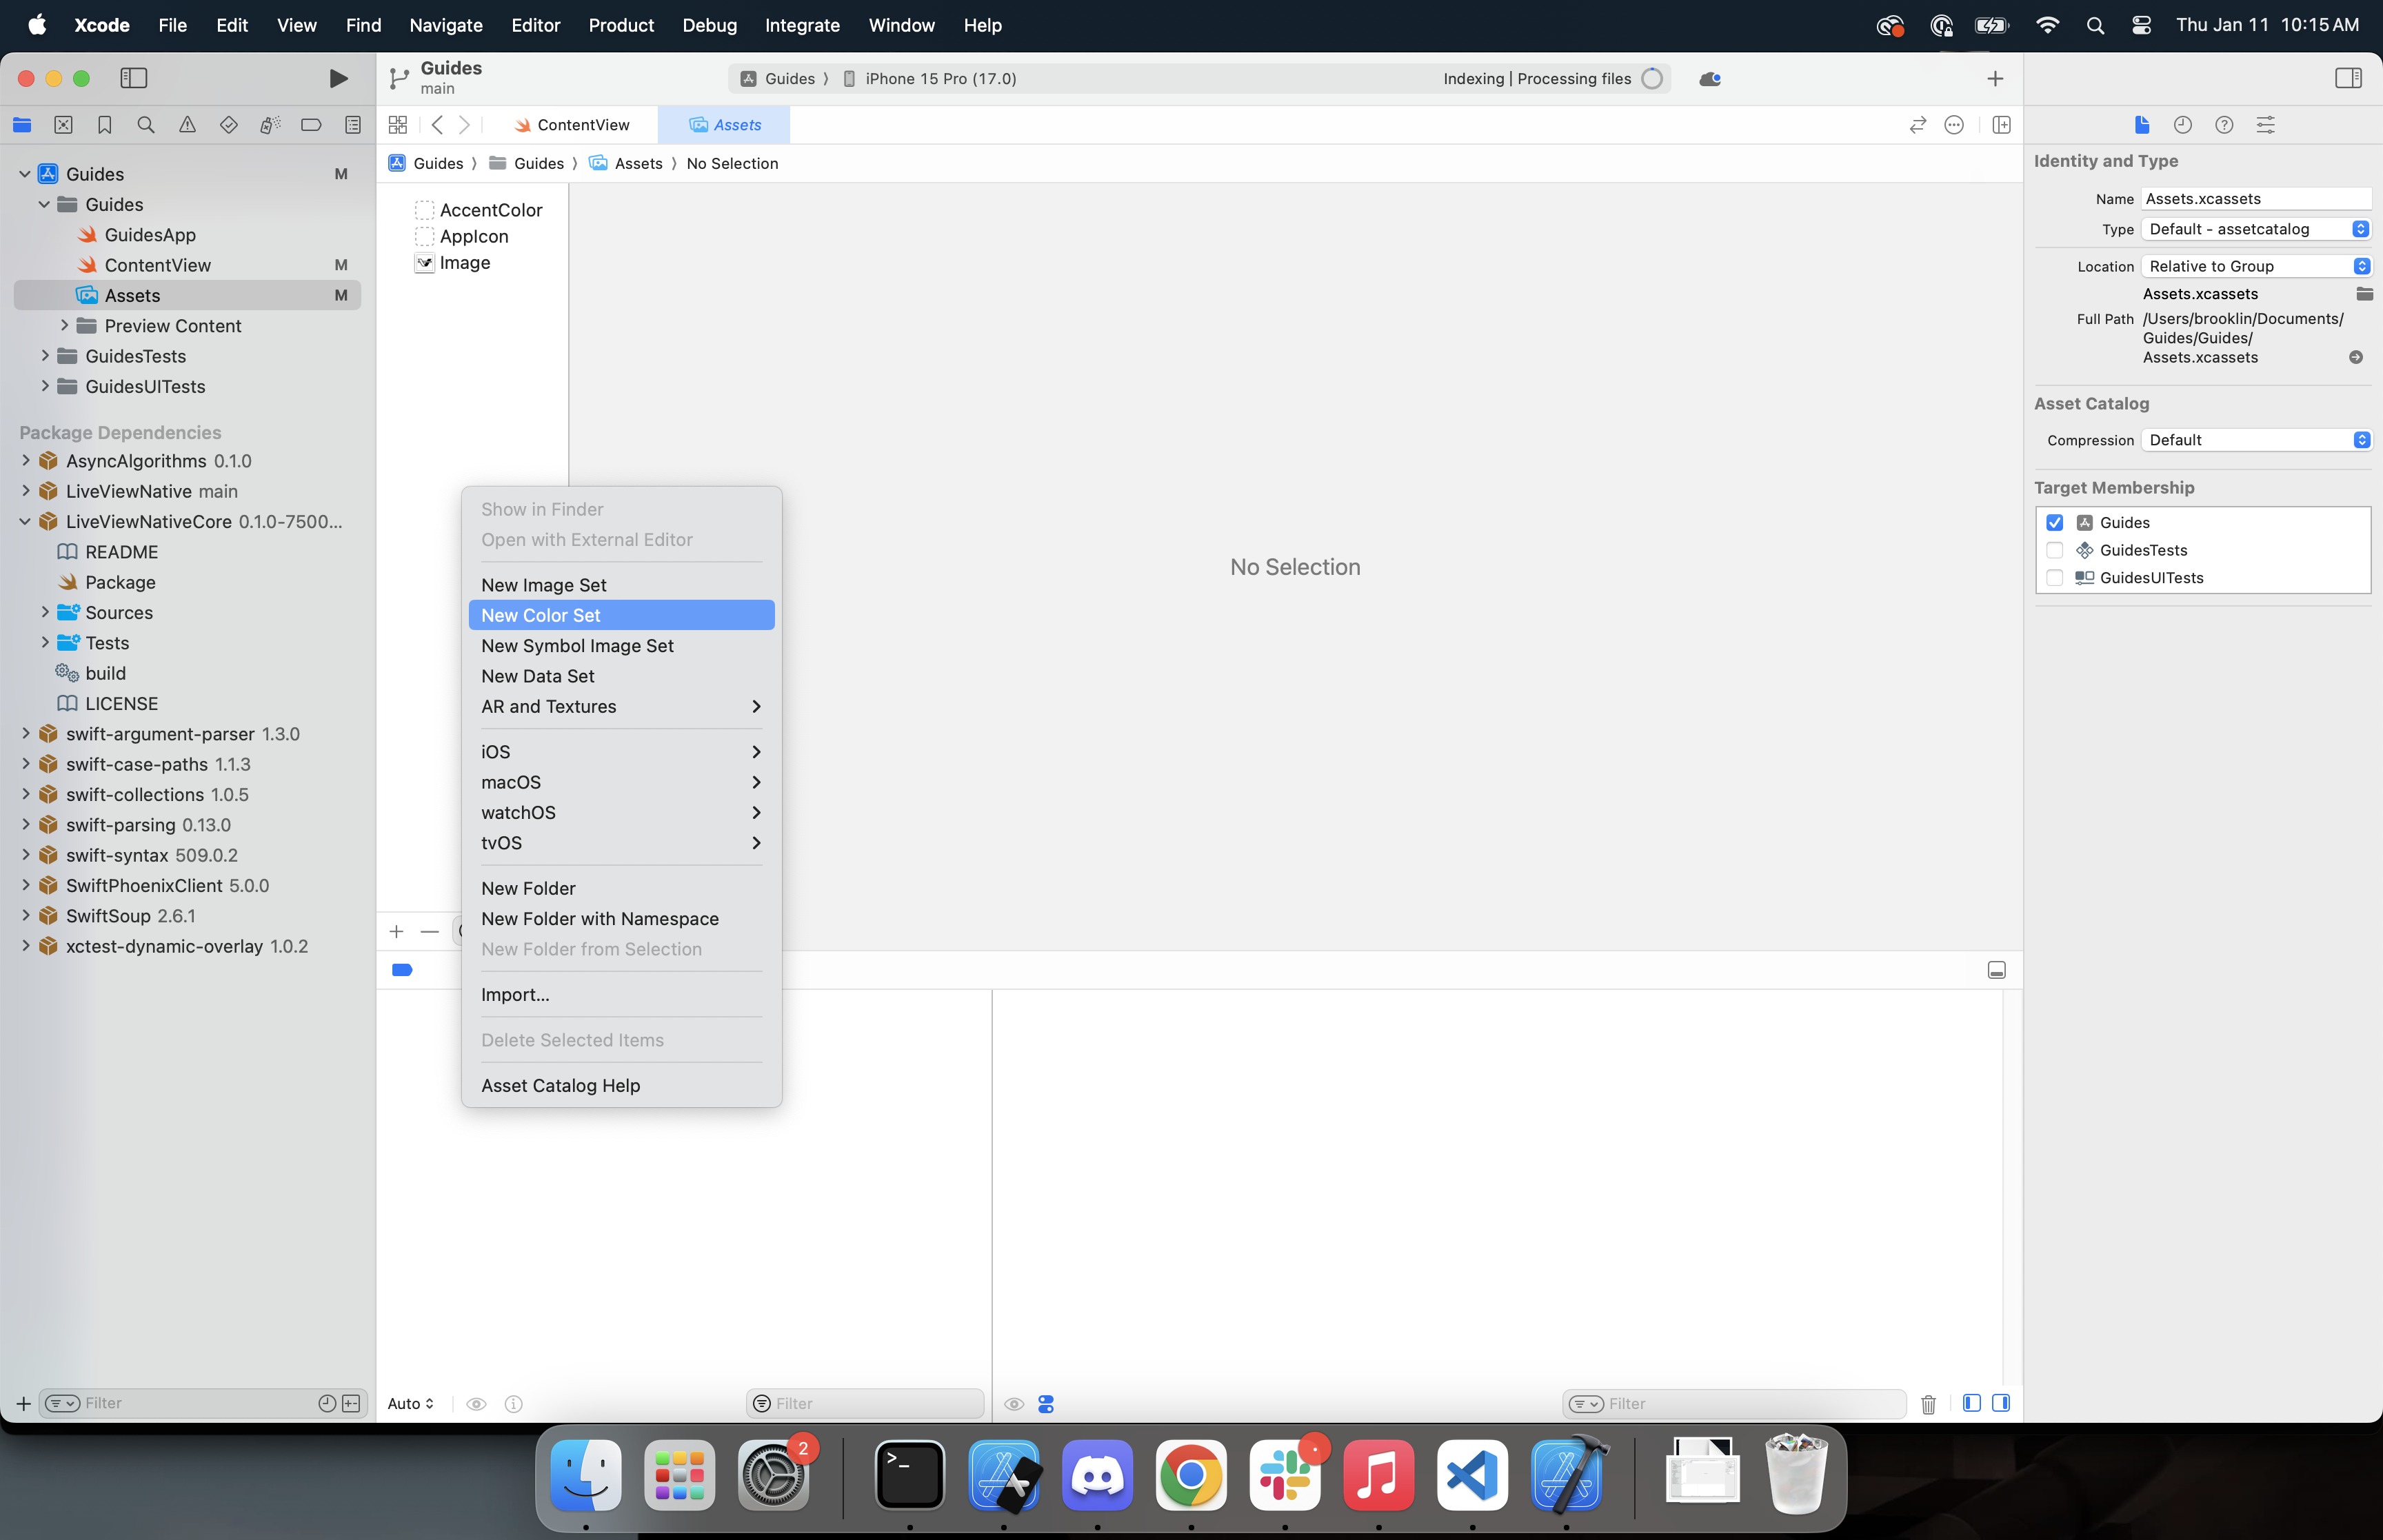 Xcode File Edit View Find Navigate Editor Product Debug Integrate Window Help Thu Jan 11 10:15 AM
Guides
main
Guides iPhone 15 Pro (17.0) Indexing | Processing files
ContentView Assets
Guides Guides Assets No Selection
Guides M
Guides
GuidesApp
ContentView M
Assets M
Preview Content
GuidesTests
GuidesUITests
Package Dependencies
AsyncAlgorithms 0.1.0
LiveViewNative main
LiveViewNativeCore 0.1.0-7500...
README
Package
Sources
Tests
build
LICENSE
swift-argument-parser 1.3.0
swift-case-paths 1.1.3
swift-collections 1.0.5
swift-parsing 0.13.0
swift-syntax 509.0.2
SwiftPhoenixClient 5.0.0
SwiftSoup 2.6.1
xctest-dynamic-overlay 1.0.2
Filter
AccentColor
AppIcon
Image
Show in Finder
Open with External Editor
New Image Set
New Color Set
New Symbol Image Set
New Data Set
AR and Textures
iOS
macOS
watchOS
tvOS
New Folder
New Folder with Namespace
New Folder from Selection
Import...
Delete Selected Items
Asset Catalog Help
No Selection
Auto
Filter
Filter
Identity and Type
Name Assets.xcassets
Type Default - assetcatalog
Location Relative to Group
Assets.xcassets
Full Path /Users/brooklin/Documents/
Guides/Guides/
Assets.xcassets
Asset Catalog
Compression Default
Target Membership
Guides
GuidesTests
GuidesUITests
2